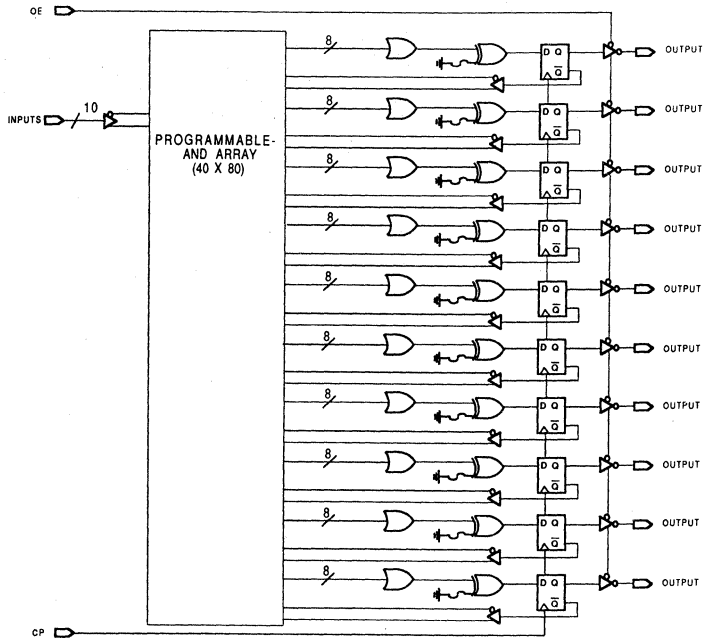 OE
8
D Q
Q
OUTPUT
INPUTS
10
8
D Q
Q
OUTPUT
PROGRAMMABLE-
AND ARRAY
(40 X 80)
8
D Q
Q
OUTPUT
8
D Q
Q
OUTPUT
8
D Q
Q
OUTPUT
8
D Q
Q
OUTPUT
8
D Q
Q
OUTPUT
8
D Q
Q
OUTPUT
8
D Q
Q
OUTPUT
8
D Q
Q
OUTPUT
CP